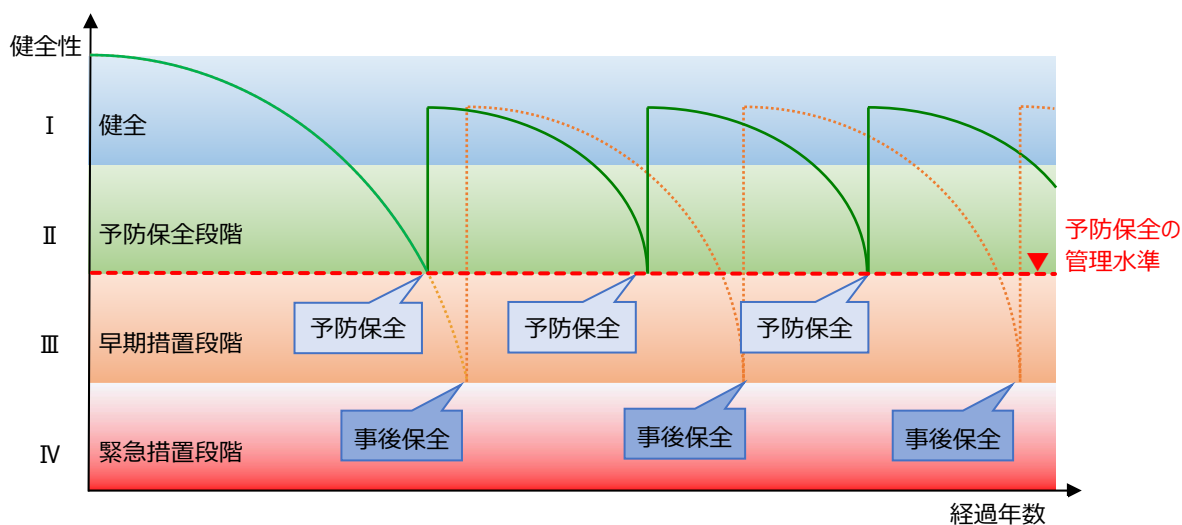 健全性
Ⅰ
健全
Ⅱ
予防保全段階
予防保全の
管理水準
予防保全
予防保全
予防保全
Ⅲ
早期措置段階
事後保全
事後保全
事後保全
Ⅳ
緊急措置段階
経過年数